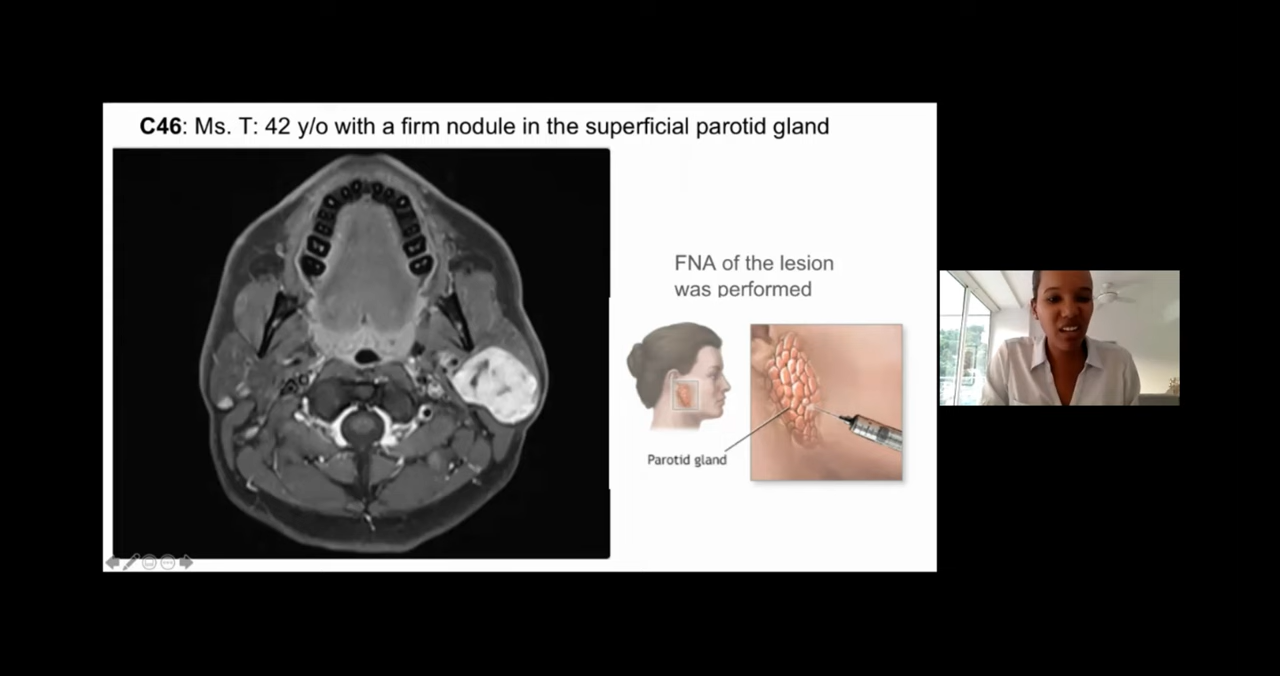 C46: Ms. T: 42 y/o with a firm nodule in the superficial parotid gland
FNA of the lesion
was performed
Parotid gland